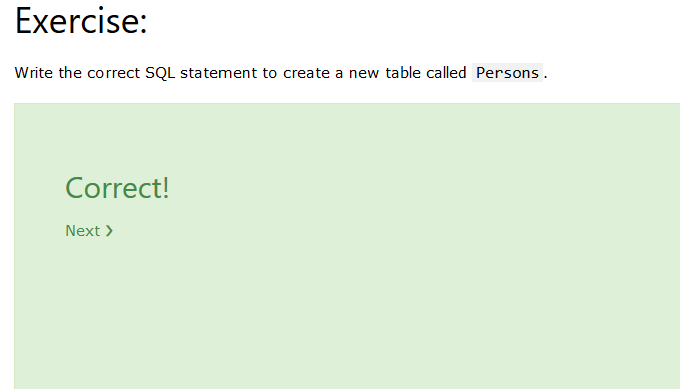 Exercise:
Write the correct SQL statement to create a new table called Persons.
Correct!
Next ❯